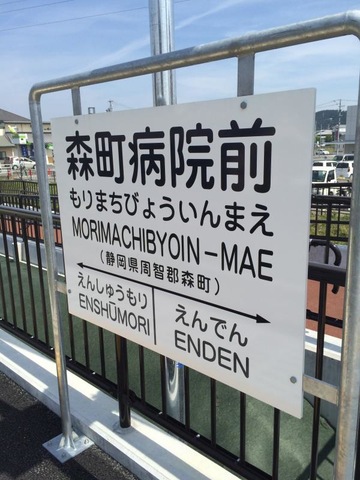 森町病院前
もりまちびょういんまえ
MORIMACHIBYOIN-MAE
(静岡県周智郡森町)
えんしゅうもり
ENSHŪMORI
えんでん
ENDEN